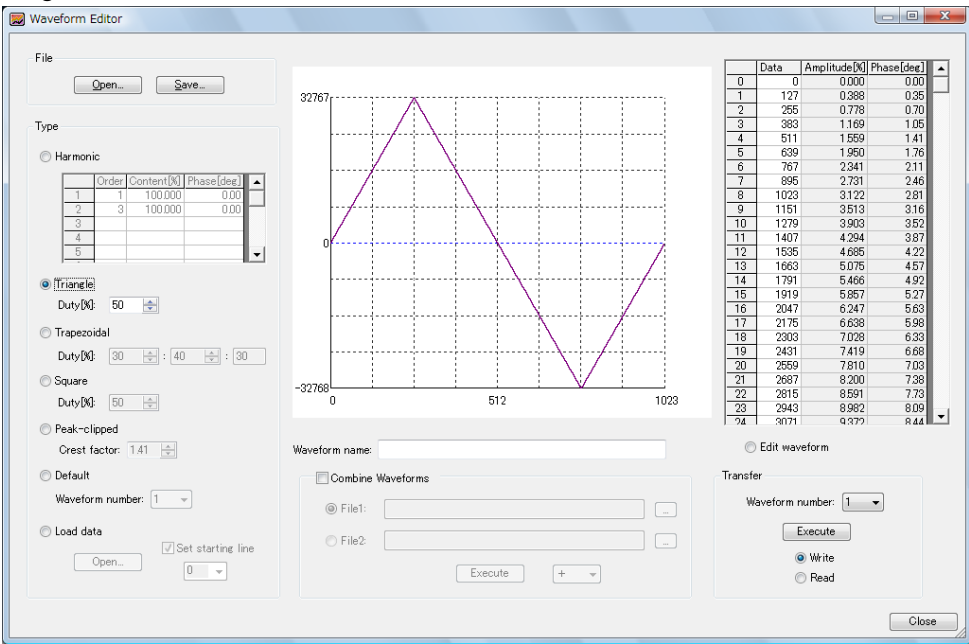 Waveform Editor
File
Open...
Save...
Type
Harmonic
Order Content[%] Phase[deg]
1 1 100.000 0.00
2 3 100.000 0.00
3
4
5
Triangle
Duty[%]: 50
Trapezoidal
Duty[%]: 30 : 40 : 30
Square
Duty[%]: 50
Peak-clipped
Crest factor: 1.41
Default
Waveform number: 1
Load data
Open...
Set starting line
0
32767
0
-32768
0 512 1023
Waveform name:
Combine Waveforms
File1: ...
File2: ...
Execute +
Data Amplitude[%] Phase[deg]
0 0 0.000 0.00
1 127 0.388 0.35
2 255 0.778 0.70
3 383 1.169 1.05
4 511 1.559 1.41
5 639 1.950 1.76
6 767 2.341 2.11
7 895 2.731 2.46
8 1023 3.122 2.81
9 1151 3.513 3.16
10 1279 3.903 3.52
11 1407 4.294 3.87
12 1535 4.685 4.22
13 1663 5.075 4.57
14 1791 5.466 4.92
15 1919 5.857 5.27
16 2047 6.247 5.63
17 2175 6.638 5.98
18 2303 7.028 6.33
19 2431 7.419 6.68
20 2559 7.810 7.03
21 2687 8.200 7.38
22 2815 8.591 7.73
23 2943 8.982 8.09
24 3071 9.372 8.44
Edit waveform
Transfer
Waveform number: 1
Execute
Write
Read
Close